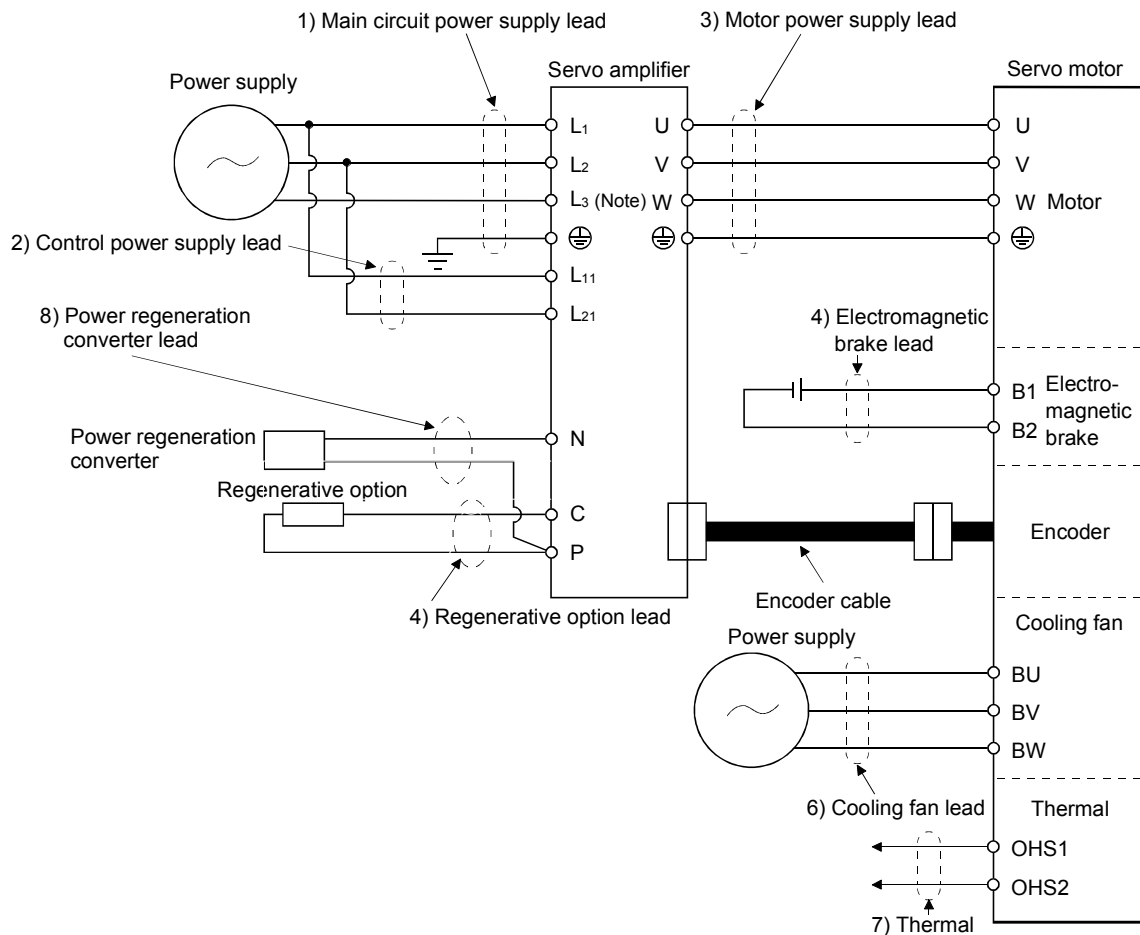 1) Main circuit power supply lead
3) Motor power supply lead
Power supply
Servo amplifier
Servo motor
L1
U
U
L2
V
V
L3 (Note)
W
W
Motor
2) Control power supply lead
L11
8) Power regeneration
converter lead
L21
4) Electromagnetic
brake lead
B1
Electro-
magnetic
brake
B2
Power regeneration
converter
N
Regenerative option
C
P
Encoder
4) Regenerative option lead
Encoder cable
Power supply
Cooling fan
BU
BV
BW
6) Cooling fan lead
Thermal
OHS1
OHS2
7) Thermal